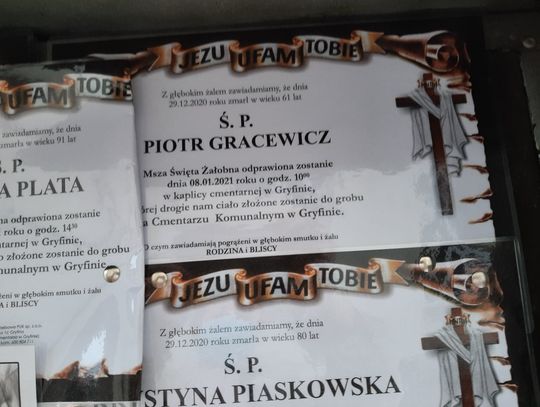 JEZU UFAM TOBIE
Z głębokim żalem zawiadamiamy, że dnia
29.12.2020 roku zmarł w wieku 61 lat
Ś. P.
PIOTR GRACEWICZ
Msza Święta Żałobna odprawiona zostanie
dnia 08.01.2021 roku o godz. 10⁰⁰
w kaplicy cmentarnej w Gryfinie,
drogie nam ciało złożone zostanie do grobu
Cmentarzu Komunalnym w Gryfinie.
O czym zawiadamiają pogrążeni w głębokim smutku i żalu
RODZINA i BLISCY
UFAM TOBIE
zawiadamiamy, że dnia
zmarła w wieku 91 lat
P.
A PLATA
odprawiona zostanie
roku o godz. 14³⁰
w Gryfinie,
złożone zostanie do grobu
w Gryfinie.
w głębokim smutku i żalu
i BLISCY
JEZU UFAM TOBIE
Z głębokim żalem zawiadamiamy, że dnia
29.12.2020 roku zmarła w wieku 80 lat
Ś. P.
YSTYNA PIASKOWSKA